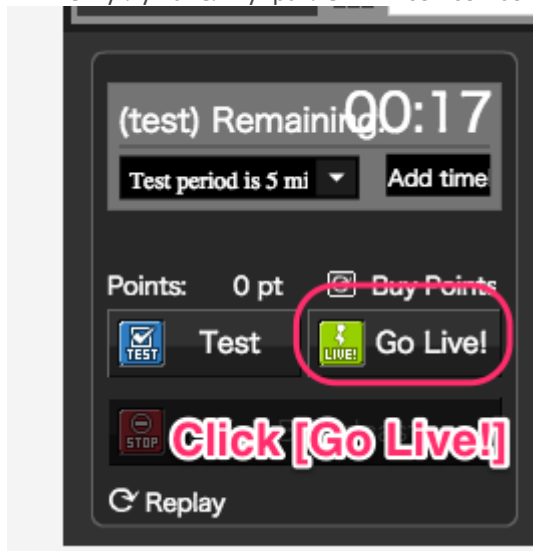 (test) Remaining: 00:17
Test period is 5 mi
Add time
Points: 0 pt Buy Points
TEST Test LIVE! Go Live!
STOP
Click [Go Live!]
Replay